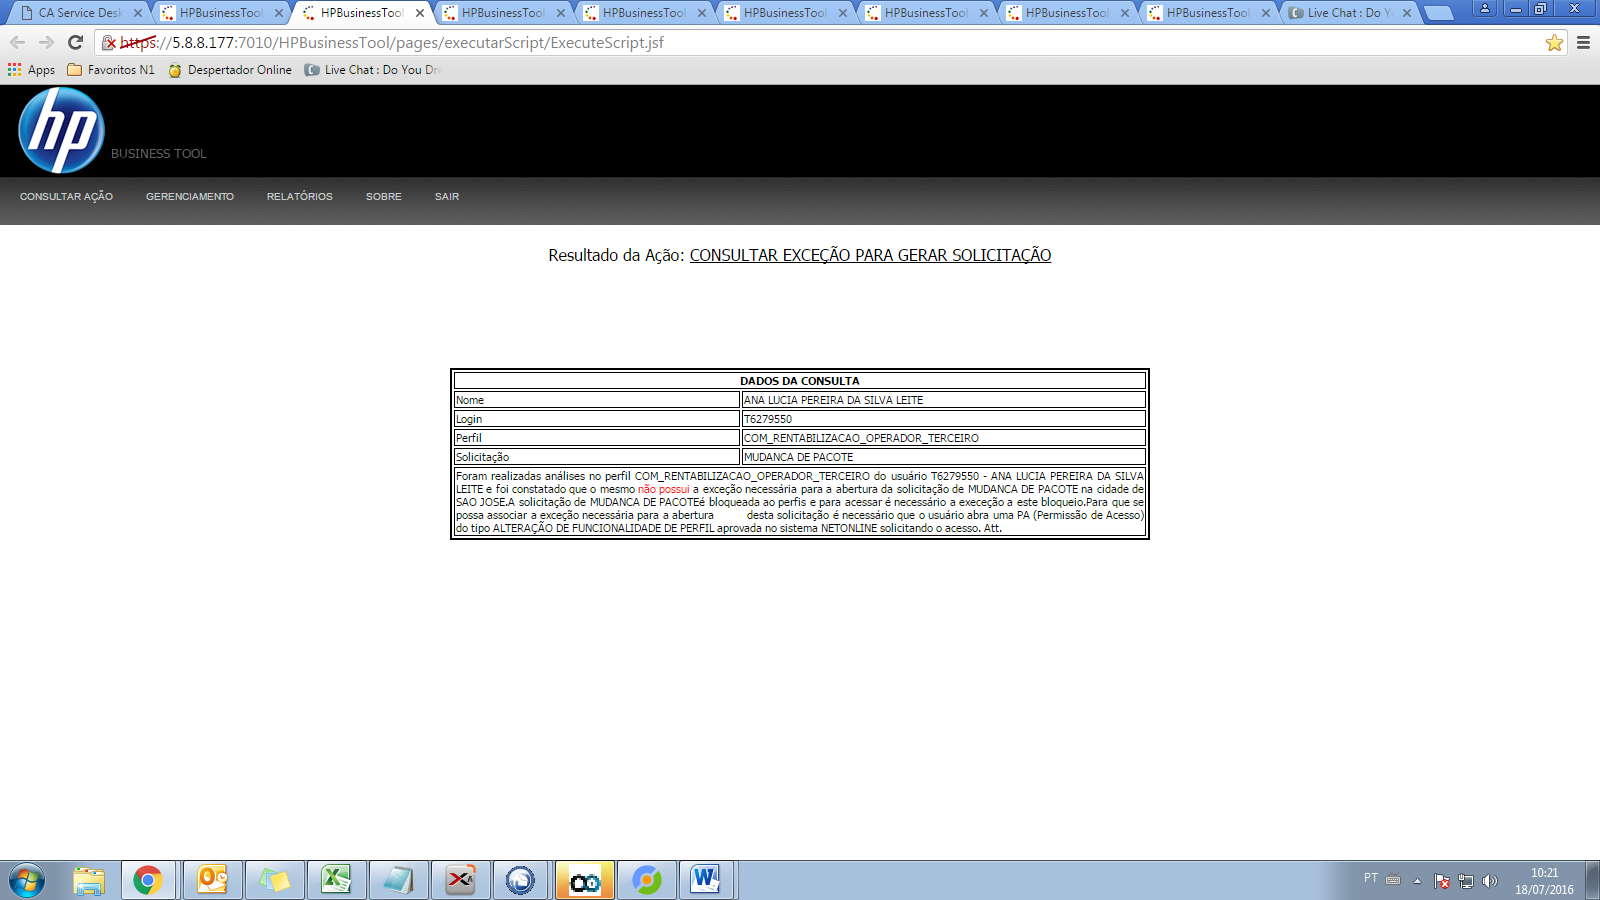 CA Service Desk
HPBusinessTool
HPBusinessTool
HPBusinessTool
HPBusinessTool
HPBusinessTool
HPBusinessTool
HPBusinessTool
HPBusinessTool
Live Chat : Do Y
https://5.8.8.177:7010/HPBusinessTool/pages/executarScript/ExecuteScript.jsf
Apps
Favoritos N1
Despertador Online
Live Chat : Do You Dr
hp
BUSINESS TOOL
CONSULTAR AÇÃO
GERENCIAMENTO
RELATÓRIOS
SOBRE
SAIR
Resultado da Ação: CONSULTAR EXCEÇÃO PARA GERAR SOLICITAÇÃO
DADOS DA CONSULTA
Nome ANA LUCIA PEREIRA DA SILVA LEITE
Login T6279550
Perfil COM_RENTABILIZACAO_OPERADOR_TERCEIRO
Solicitação MUDANCA DE PACOTE
Foram realizadas análises no perfil COM_RENTABILIZACAO_OPERADOR_TERCEIRO do usuário T6279550 - ANA LUCIA PEREIRA DA SILVA
LEITE e foi constatado que o mesmo não possui a exceção necessária para a abertura da solicitação de MUDANCA DE PACOTE na cidade de
SAO JOSE.A solicitação de MUDANCA DE PACOTEé bloqueada ao perfis e para acessar é necessário a execeção a este bloqueio.Para que se
possa associar a exceção necessária para a abertura desta solicitação é necessário que o usuário abra uma PA (Permissão de Acesso)
do tipo ALTERAÇÃO DE FUNCIONALIDADE DE PERFIL aprovada no sistema NETONLINE solicitando o acesso. Att.
PT
10:21
18/07/2016